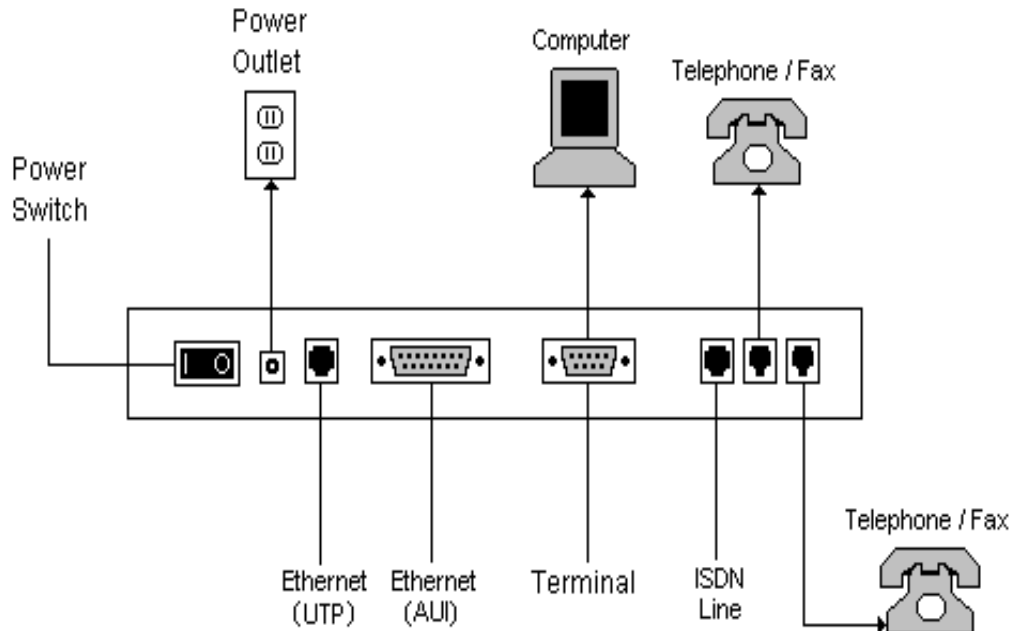 Power
Outlet
Computer
Telephone / Fax
Power
Switch
Telephone / Fax
Ethernet
(UTP)
Ethernet
(AUI)
Terminal
ISDN
Line